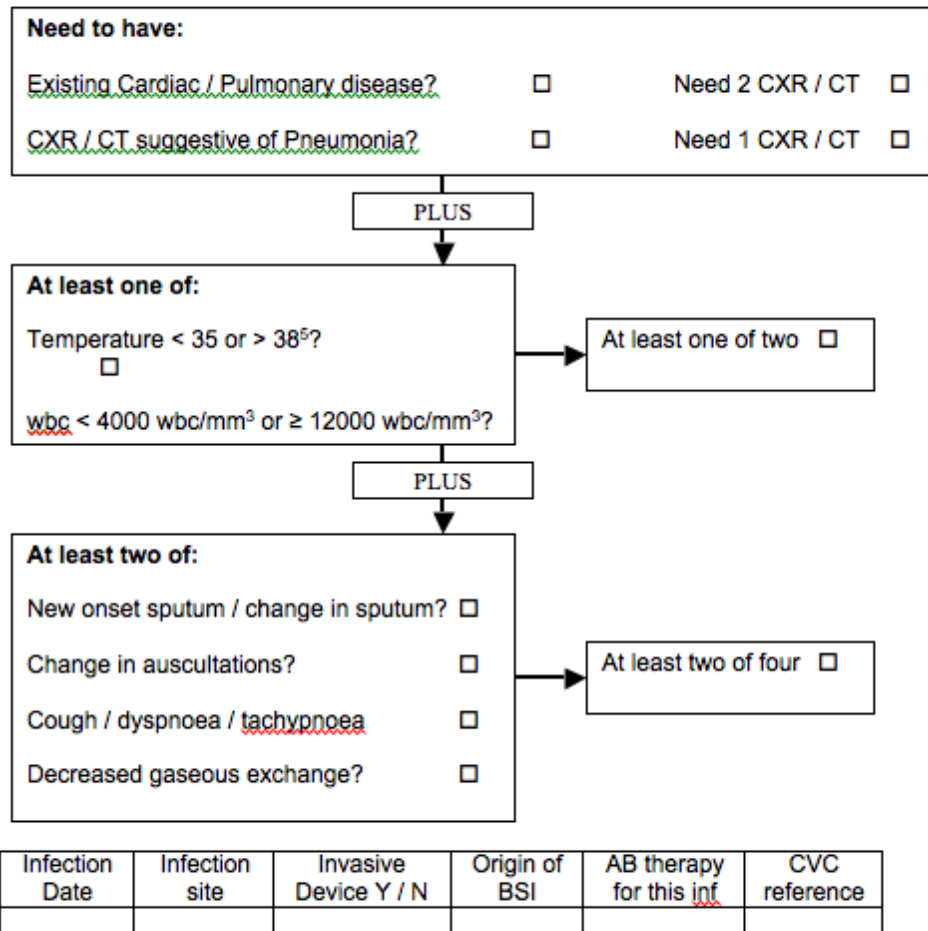 Need to have:
Existing Cardiac / Pulmonary disease? ☐ Need 2 CXR / CT ☐
CXR / CT suggestive of Pneumonia? ☐ Need 1 CXR / CT ☐
PLUS
At least one of:
Temperature < 35 or > 38⁵?
☐
wbc < 4000 wbc/mm³ or ≥ 12000 wbc/mm³?
At least one of two ☐
PLUS
At least two of:
New onset sputum / change in sputum? ☐
Change in auscultations? ☐
Cough / dyspnoea / tachypnoea ☐
Decreased gaseous exchange? ☐
At least two of four ☐
Infection Date
Infection site
Invasive Device Y / N
Origin of BSI
AB therapy for this inf
CVC reference